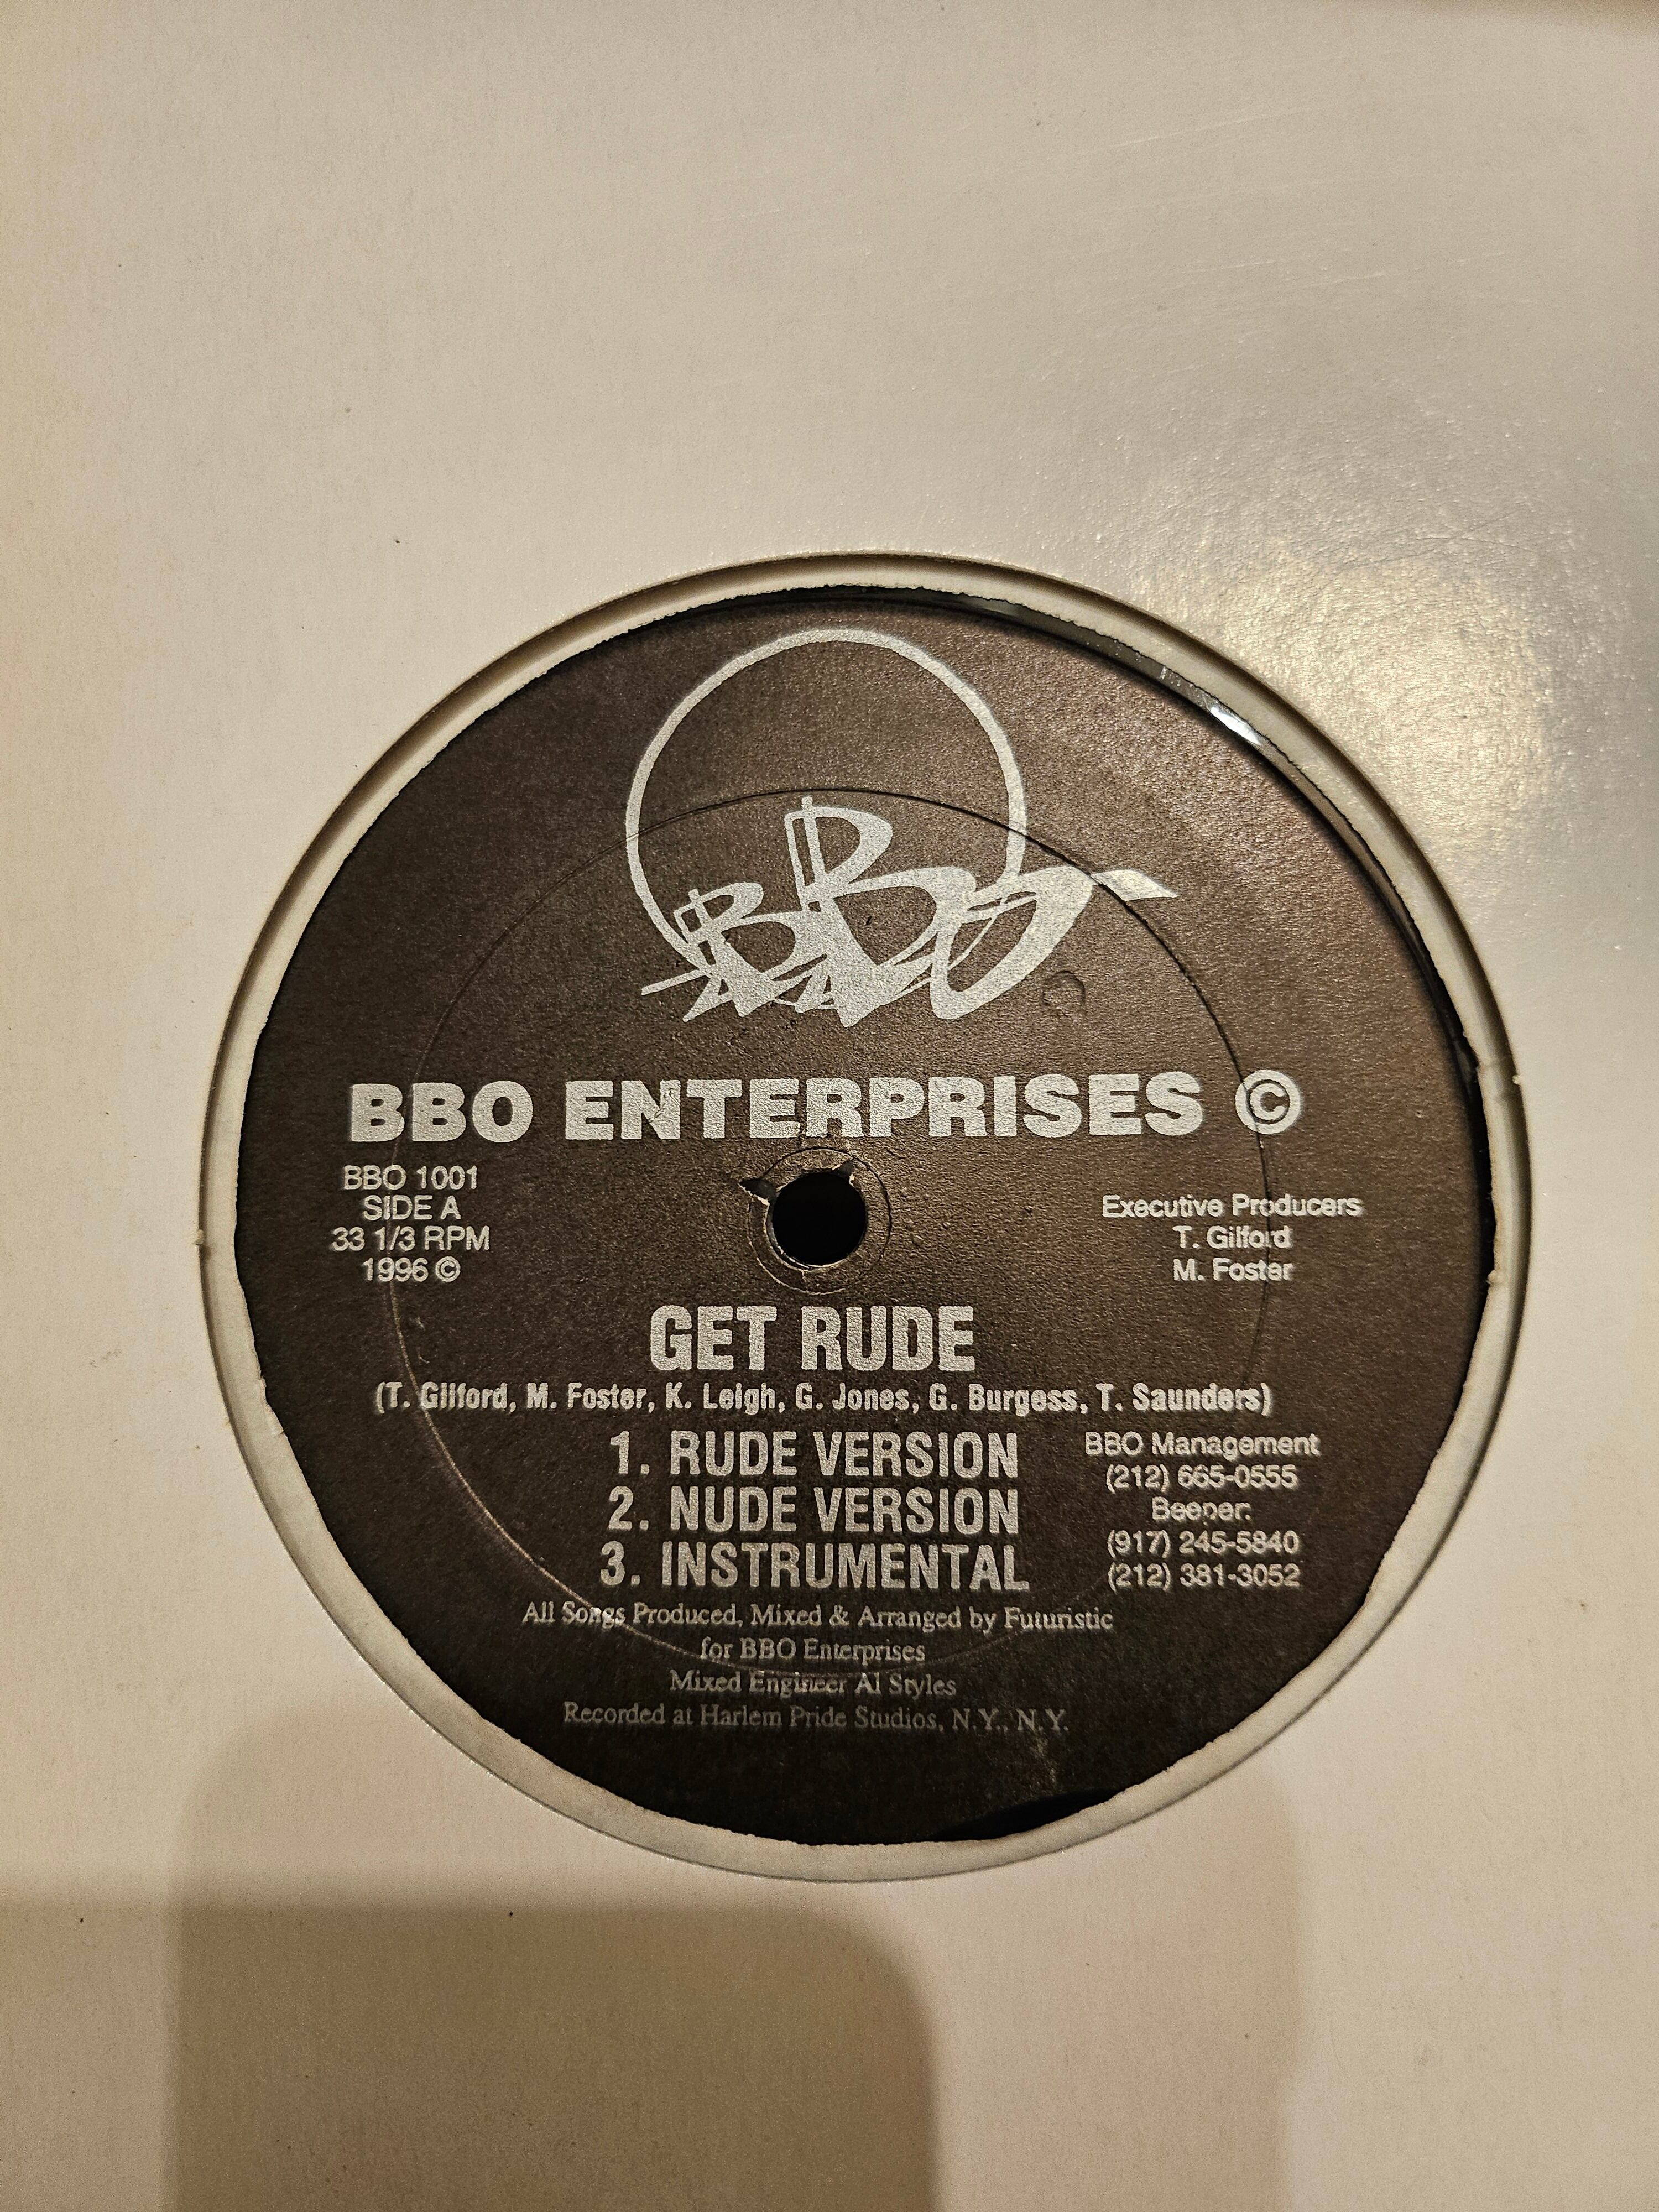 BBO
BBO ENTERPRISES ©
BBO 1001
SIDE A
33 1/3 RPM
1996 ©
Executive Producers
T. Gilford
M. Foster
GET RUDE
(T. Gilford, M. Foster, K. Leigh, G. Jones, G. Burgess, T. Saunders)
1. RUDE VERSION
2. NUDE VERSION
3. INSTRUMENTAL
BBO Management
(212) 665-0555
Beeper:
(917) 245-5840
(212) 381-3052
All Songs Produced, Mixed & Arranged by Futuristic
for BBO Enterprises
Mixed Engineer Al Styles
Recorded at Harlem Pride Studios, N.Y., N.Y.